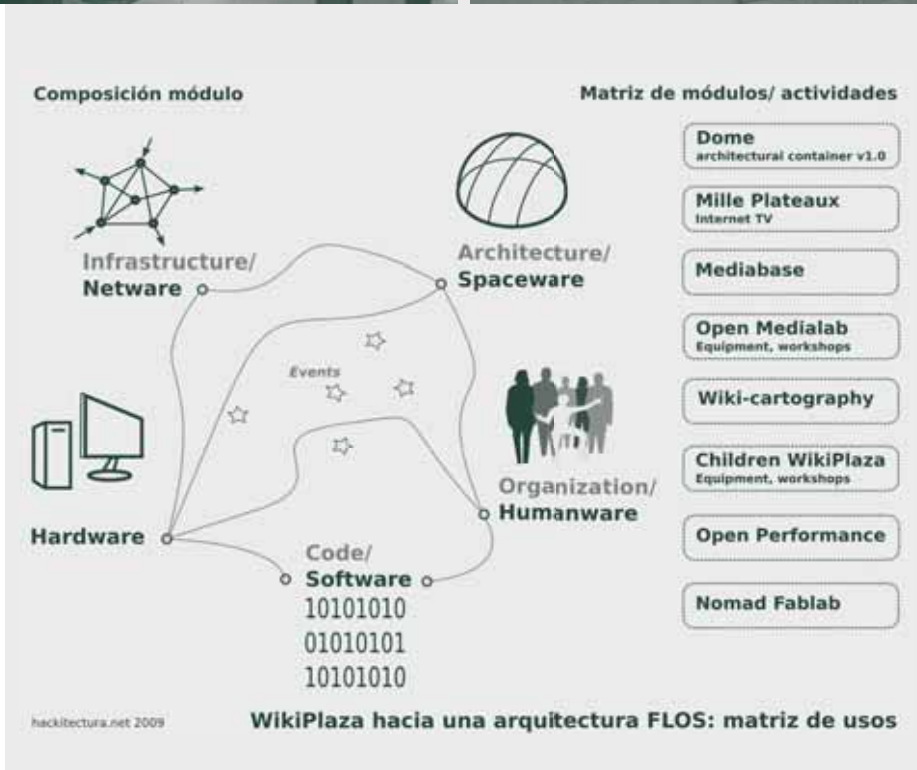 Composición módulo
Infrastructure/
Netware
Architecture/
Spaceware
Events
Hardware
Organization/
Humanware
Code/
Software
10101010
01010101
10101010
Matriz de módulos/ actividades
Dome
architectural container v1.0
Mille Plateaux
Internet TV
Mediabase
Open Medialab
Equipment, workshops
Wiki-cartography
Children WikiPlaza
Equipment, workshops
Open Performance
Nomad Fablab
hackitectura.net 2009
WikiPlaza hacia una arquitectura FLOS: matriz de usos